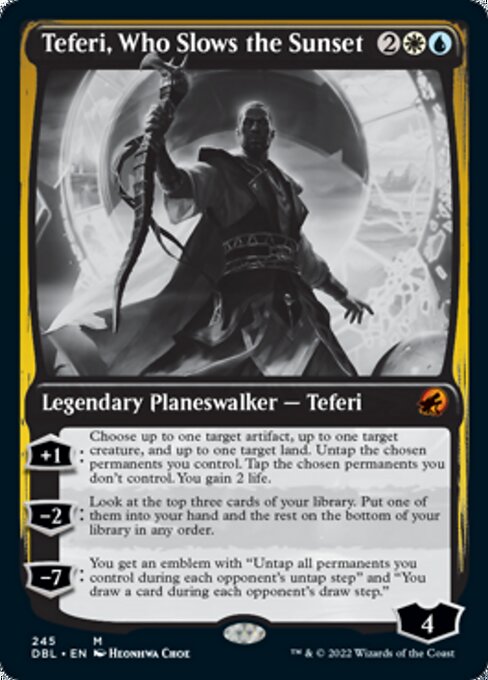 Teferi, Who Slows the Sunset 2
Legendary Planeswalker — Teferi
Choose up to one target artifact, up to one target
creature, and up to one target land. Untap the chosen
+1: permanents you control. Tap the chosen permanents you
don't control. You gain 2 life.
Look at the top three cards of your library. Put one of
−2: them into your hand and the rest on the bottom of your
library in any order.
You get an emblem with “Untap all permanents you
−7: control during each opponent's untap step” and “You
draw a card during each opponent's draw step.”
4
245 M
DBL • EN Heonhwa Choe
™ & © 2022 Wizards of the Coast